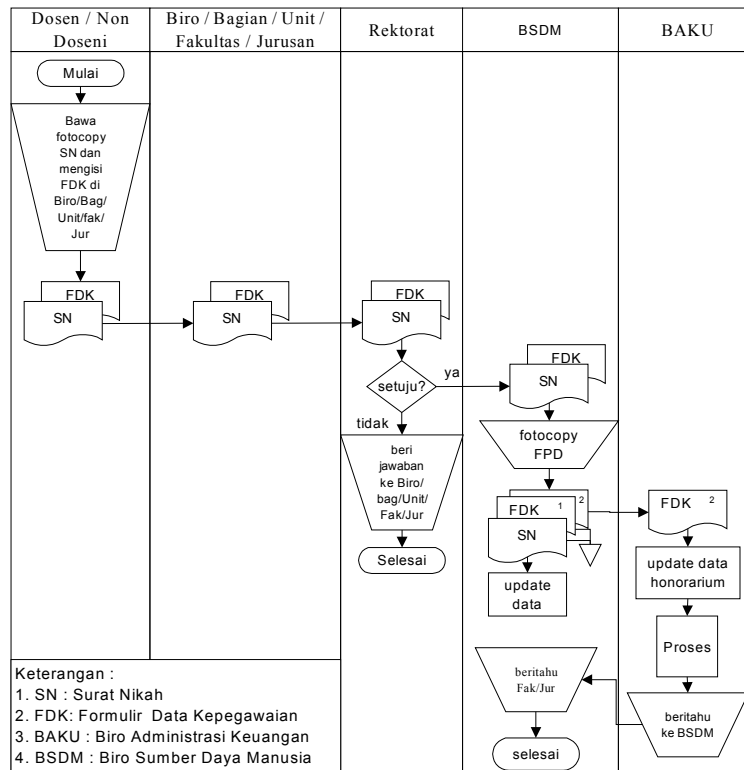 Dosen / Non
Doseni
Biro / Bagian / Unit /
Fakultas / Jurusan
Rektorat
BSDM
BAKU
Mulai
Bawa
fotocopy
SN dan
mengisi
FDK di
Biro/Bag/
Unit/fak/
Jur
FDK
SN
FDK
SN
FDK
SN
setuju?
ya
tidak
FDK
SN
beri
jawaban
ke Biro/
bag/Unit/
Fak/Jur
Selesai
fotocopy
FPD
2
FDK 1
SN
update
data
FDK 2
update data
honorarium
Proses
beritahu
ke BSDM
beritahu
Fak/Jur
selesai
Keterangan :
1. SN : Surat Nikah
2. FDK: Formulir Data Kepegawaian
3. BAKU : Biro Administrasi Keuangan
4. BSDM : Biro Sumber Daya Manusia